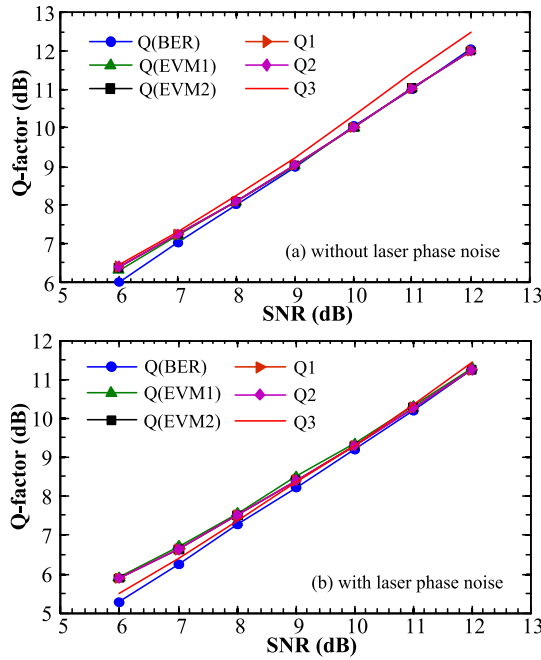 13
12
11
10
9
8
7
6
Q-factor (dB)
Q(BER)
Q(EVM1)
Q(EVM2)
Q1
Q2
Q3
(a) without laser phase noise
5 6 7 8 9 10 11 12 13
SNR (dB)
12
11
10
9
8
7
6
5
Q-factor (dB)
Q(BER)
Q(EVM1)
Q(EVM2)
Q1
Q2
Q3
(b) with laser phase noise
5 6 7 8 9 10 11 12 13
SNR (dB)